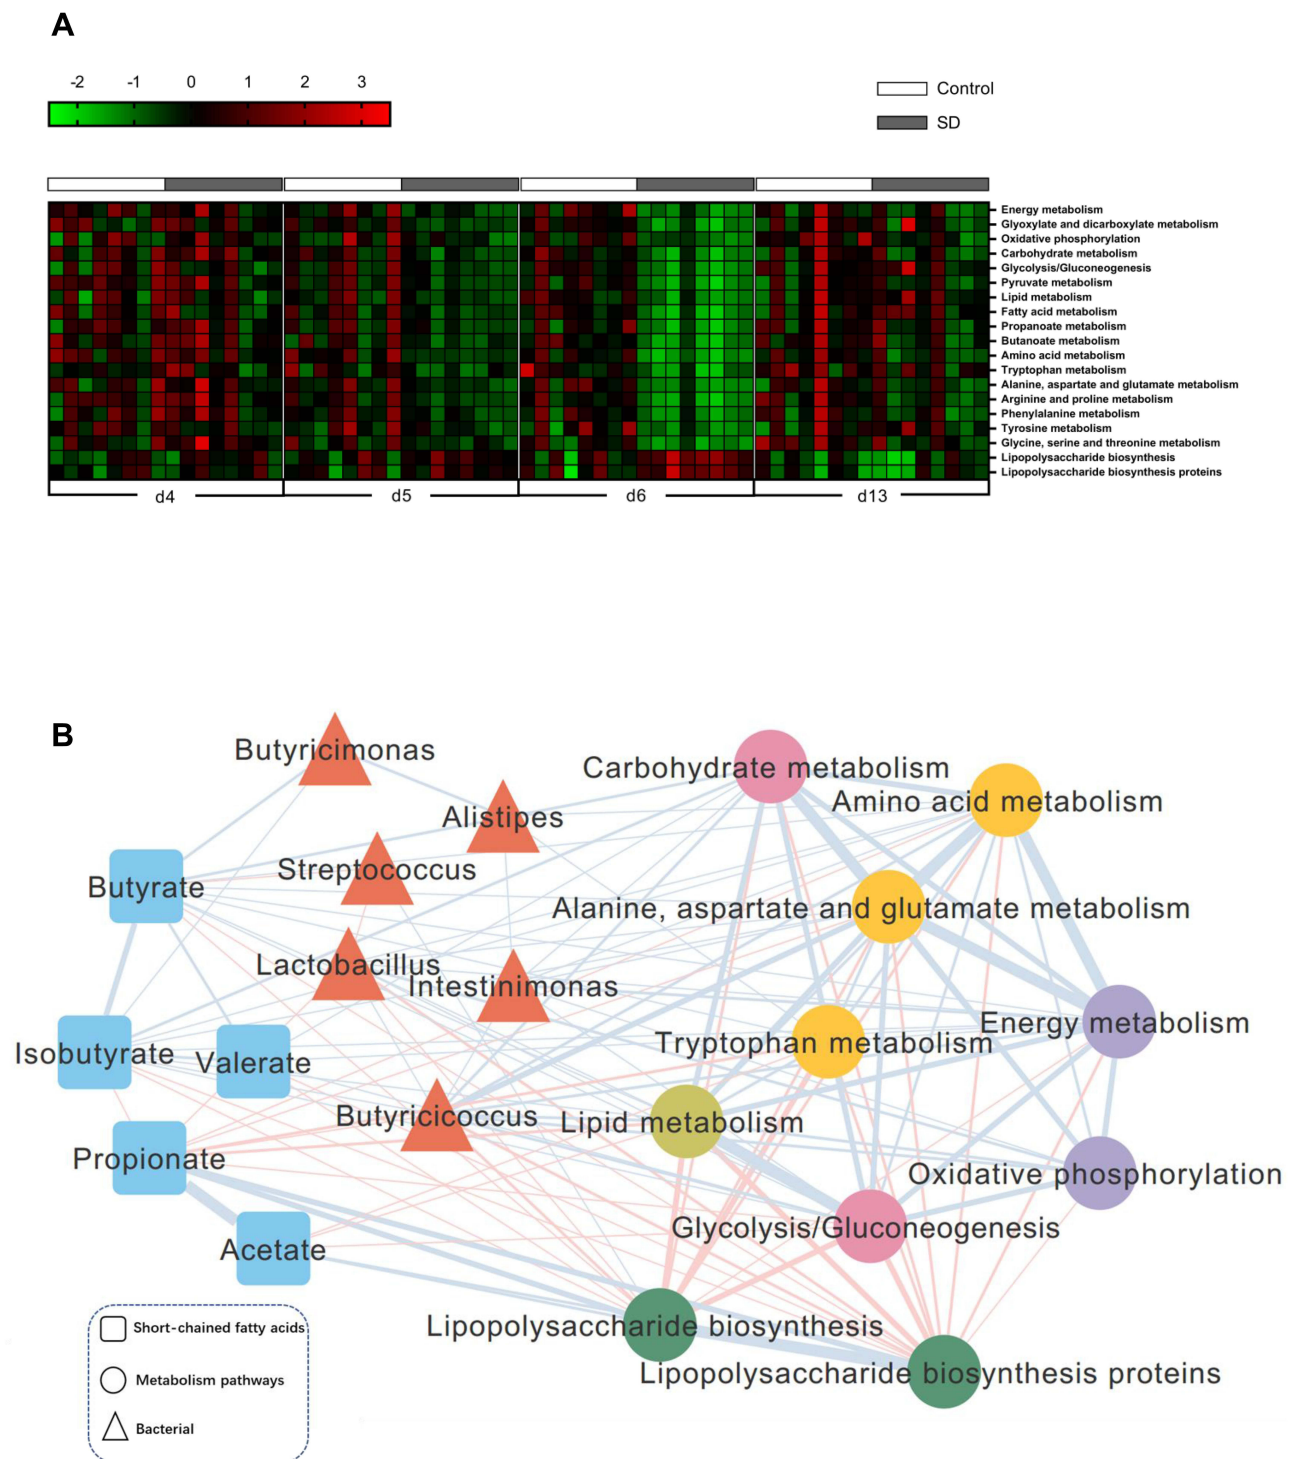 A
-2 -1 0 1 2 3
Control
SD
Energy metabolism
Glyoxylate and dicarboxylate metabolism
Oxidative phosphorylation
Carbohydrate metabolism
Glycolysis/Gluconeogenesis
Pyruvate metabolism
Lipid metabolism
Fatty acid metabolism
Propanoate metabolism
Butanoate metabolism
Amino acid metabolism
Tryptophan metabolism
Alanine, aspartate and glutamate metabolism
Arginine and proline metabolism
Phenylalanine metabolism
Tyrosine metabolism
Glycine, serine and threonine metabolism
Lipopolysaccharide biosynthesis
Lipopolysaccharide biosynthesis proteins
d4 d5 d6 d13
B
Butyricimonas
Carbohydrate metabolism
Amino acid metabolism
Alistipes
Streptococcus
Butyrate
Alanine, aspartate and glutamate metabolism
Lactobacillus
Intestinimonas
Energy metabolism
Tryptophan metabolism
Isobutyrate
Valerate
Butyricicoccus
Lipid metabolism
Propionate
Oxidative phosphorylation
Glycolysis/Gluconeogenesis
Acetate
Lipopolysaccharide biosynthesis
Lipopolysaccharide biosynthesis proteins
Short-chained fatty acids
Metabolism pathways
Bacterial